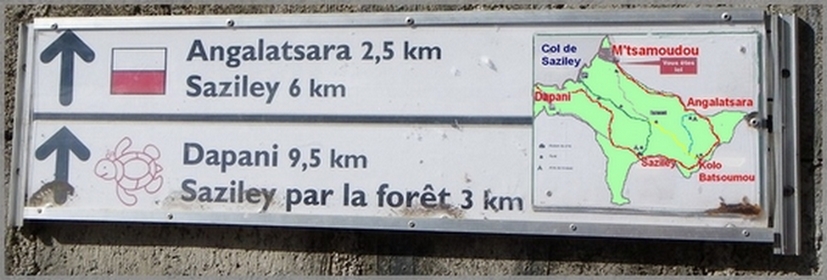 Angalatsara 2,5 km
Saziley 6 km
Dapani 9,5 km
Saziley par la forêt 3 km
Col de
Saziley
M'tsamoudou
Vous êtes
ici
Dapani
Angalatsara
Saziley
Kolo
Batsoumou